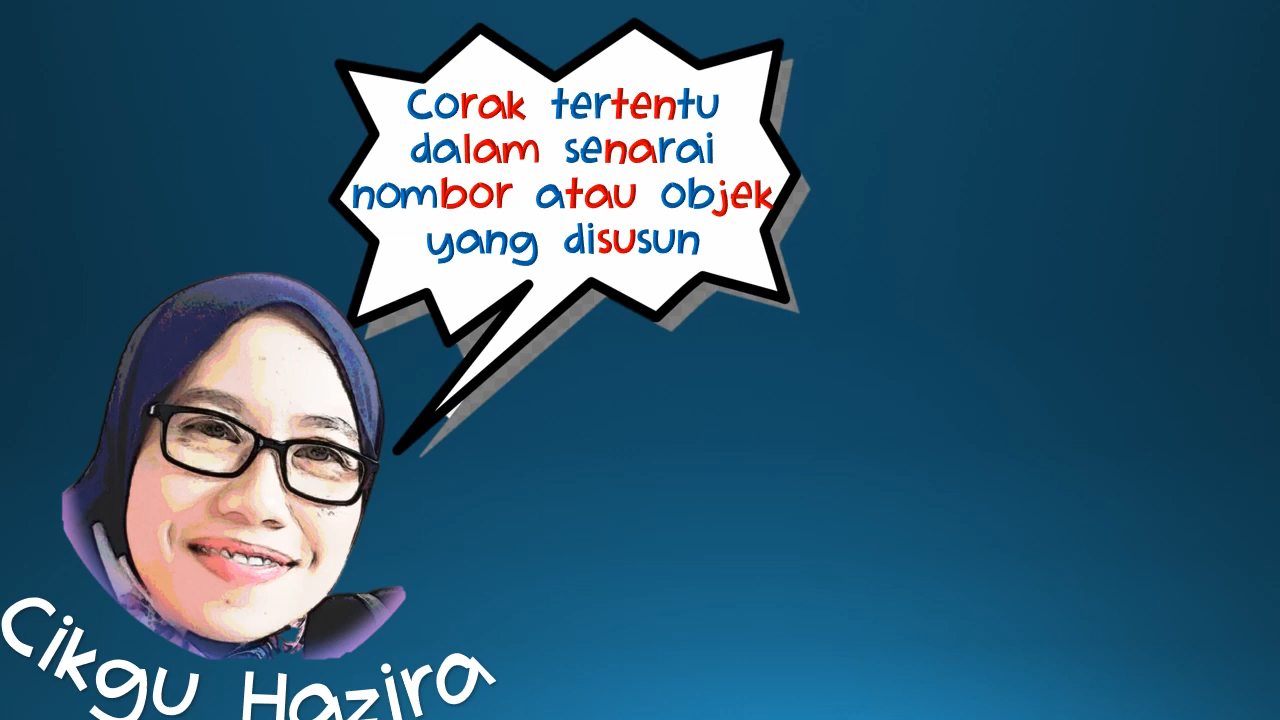 Corak tertentu
dalam senarai
nombor atau objek
yang disusun
Cikgu Hazira